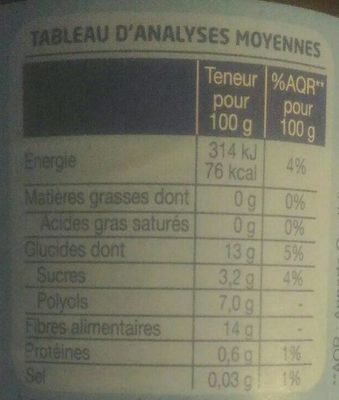 TABLEAU D'ANALYSES MOYENNES
Teneur pour 100 g %AQR** pour 100 g
Énergie 314 kJ 76 kcal 4%
Matières grasses dont 0 g 0%
Acides gras saturés 0 g 0%
Glucides dont 13 g 5%
Sucres 3,2 g 4%
Polyols 7,0 g -
Fibres alimentaires 14 g -
Protéines 0,6 g 1%
Sel 0,03 g 1%